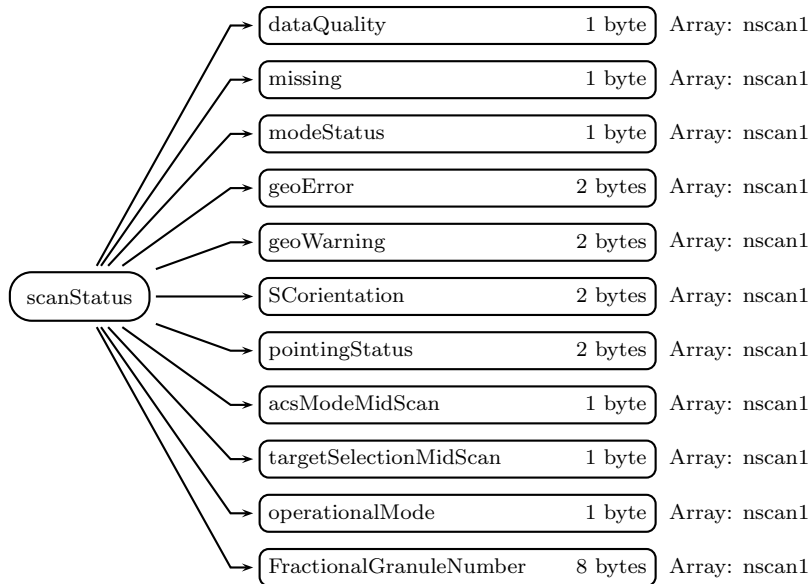 dataQuality 1 byte Array: nscan1
missing 1 byte Array: nscan1
modeStatus 1 byte Array: nscan1
geoError 2 bytes Array: nscan1
geoWarning 2 bytes Array: nscan1
scanStatus
SCorientation 2 bytes Array: nscan1
pointingStatus 2 bytes Array: nscan1
acsModeMidScan 1 byte Array: nscan1
targetSelectionMidScan 1 byte Array: nscan1
operationalMode 1 byte Array: nscan1
FractionalGranuleNumber 8 bytes Array: nscan1